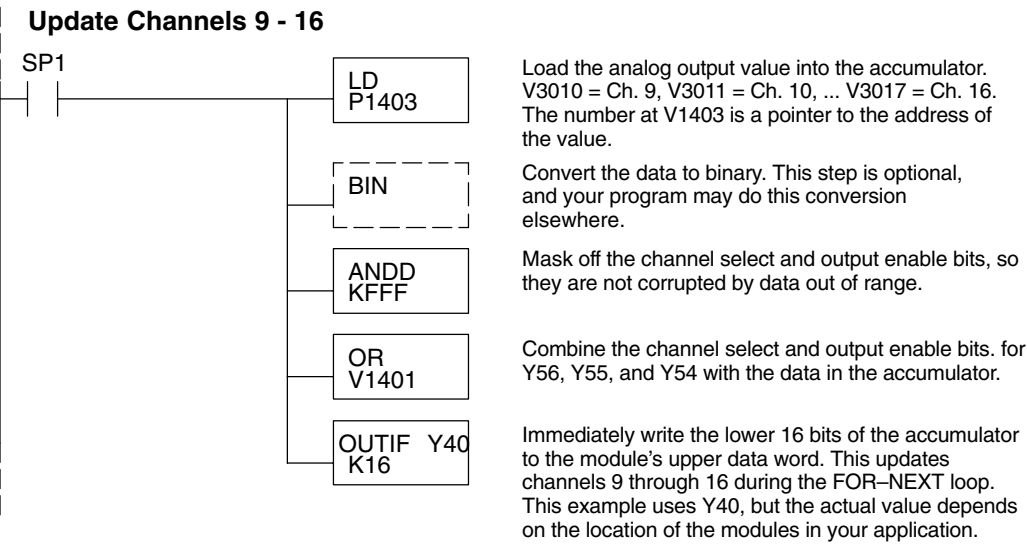 Update Channels 9 - 16
SP1
LD
P1403
Load the analog output value into the accumulator.
V3010 = Ch. 9, V3011 = Ch. 10, ... V3017 = Ch. 16.
The number at V1403 is a pointer to the address of
the value.
BIN
Convert the data to binary. This step is optional,
and your program may do this conversion
elsewhere.
ANDD
KFFF
Mask off the channel select and output enable bits, so
they are not corrupted by data out of range.
OR
V1401
Combine the channel select and output enable bits. for
Y56, Y55, and Y54 with the data in the accumulator.
OUTIF Y40
K16
Immediately write the lower 16 bits of the accumulator
to the module's upper data word. This updates
channels 9 through 16 during the FOR–NEXT loop.
This example uses Y40, but the actual value depends
on the location of the modules in your application.